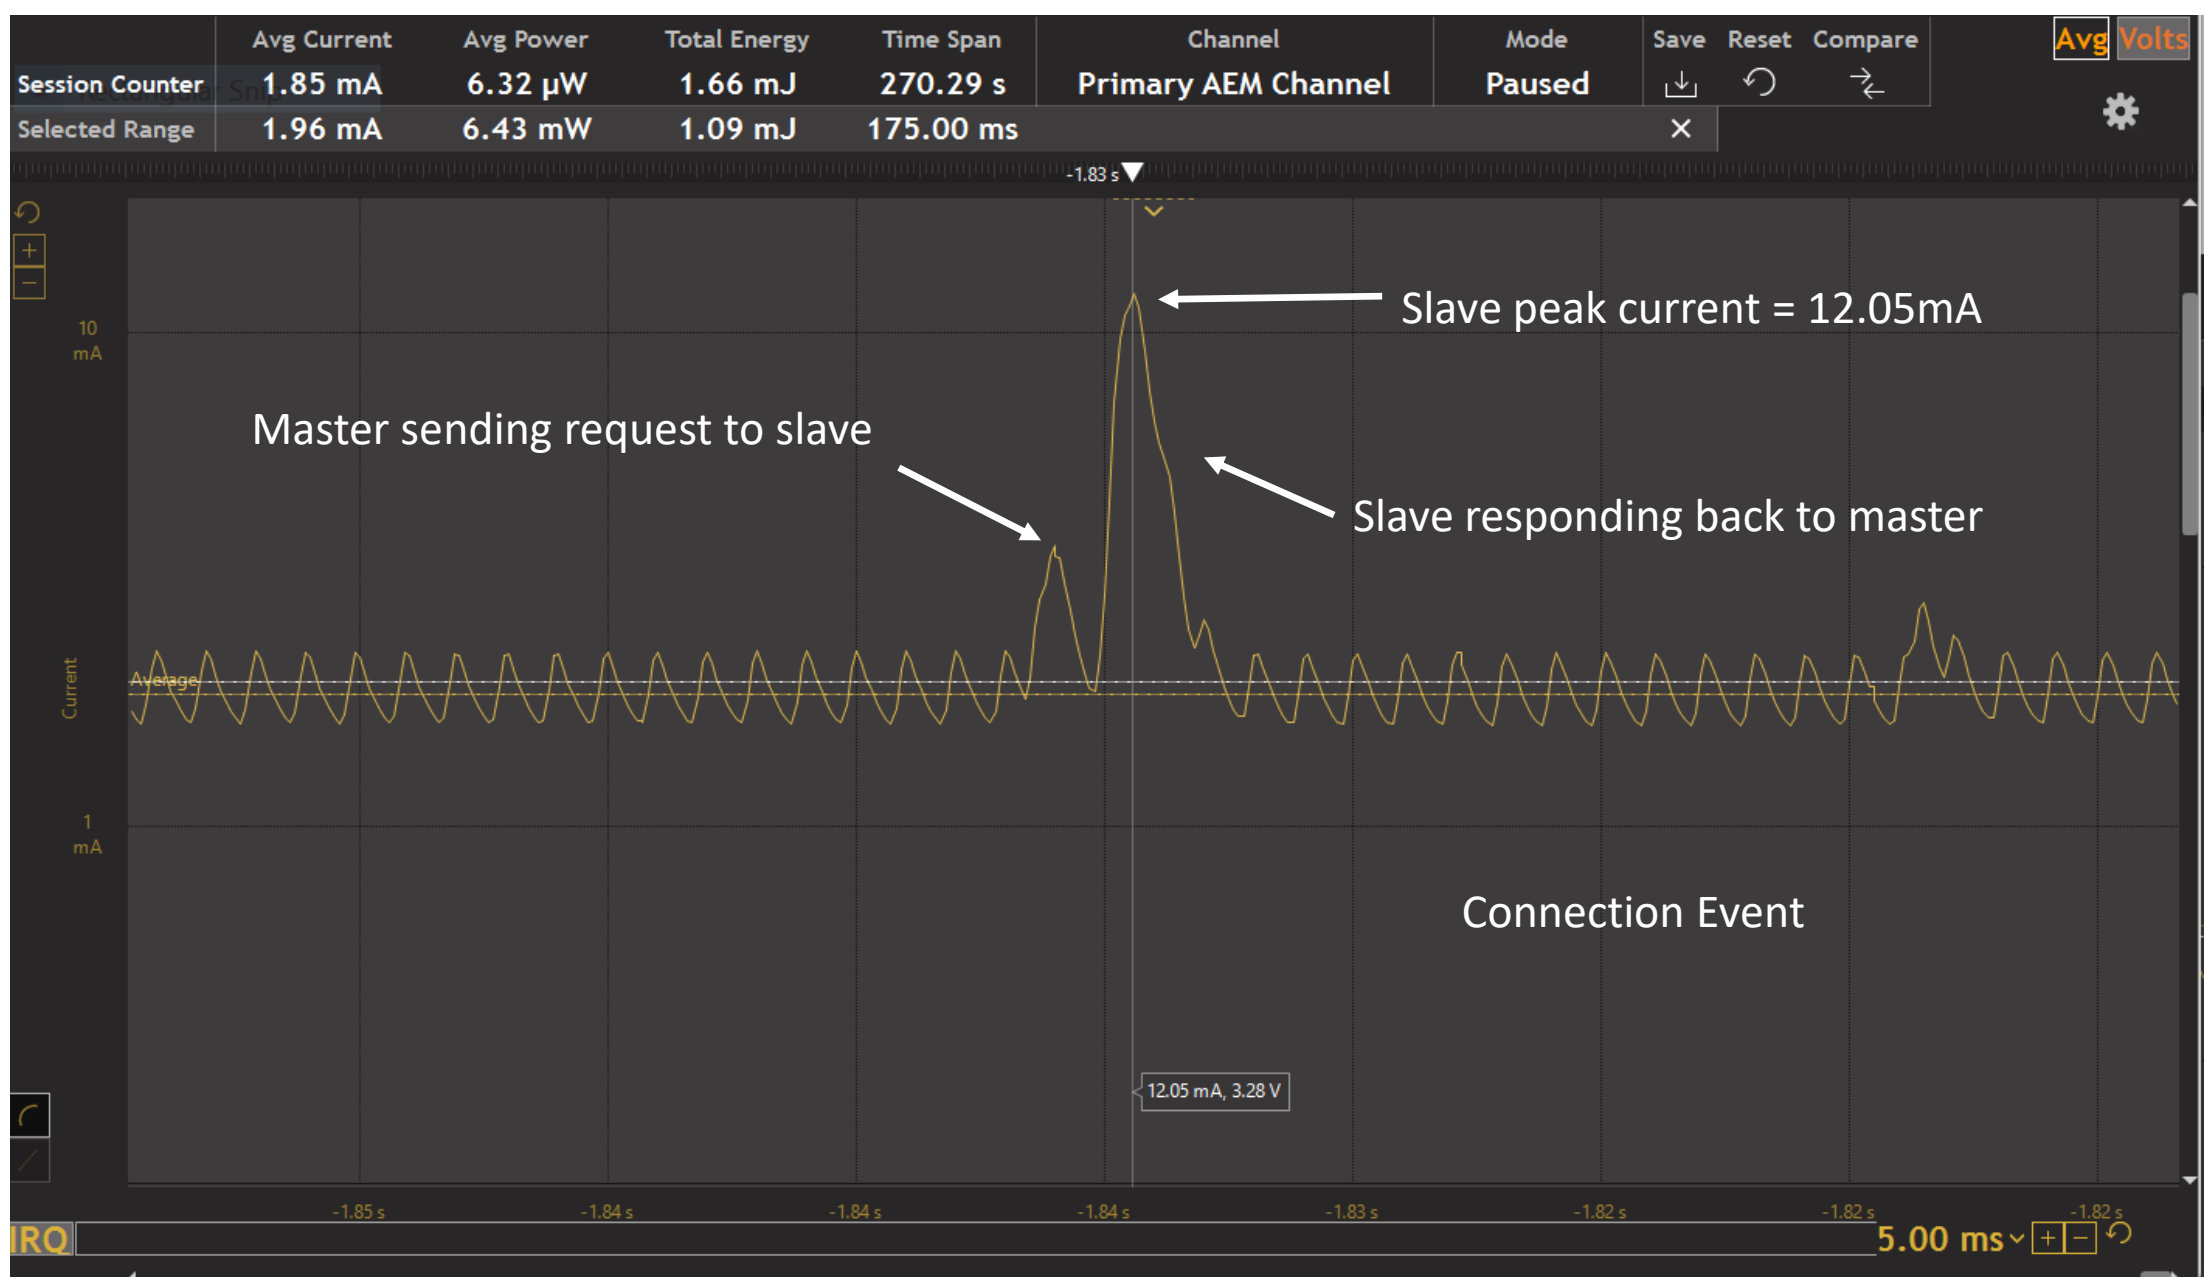 Avg Current Avg Power Total Energy Time Span Channel Mode Save Reset Compare Avg Volts
Session Counter 1.85 mA 6.32 µW 1.66 mJ 270.29 s Primary AEM Channel Paused
Rectangular Snip
Selected Range 1.96 mA 6.43 mW 1.09 mJ 175.00 ms
-1.83 s
Slave peak current = 12.05mA
10
mA
Master sending request to slave
Slave responding back to master
Average
Current
1
mA
Connection Event
12.05 mA, 3.28 V
-1.85 s -1.84 s -1.84 s -1.84 s -1.83 s -1.82 s -1.82 s -1.82 s
IRQ 5.00 ms